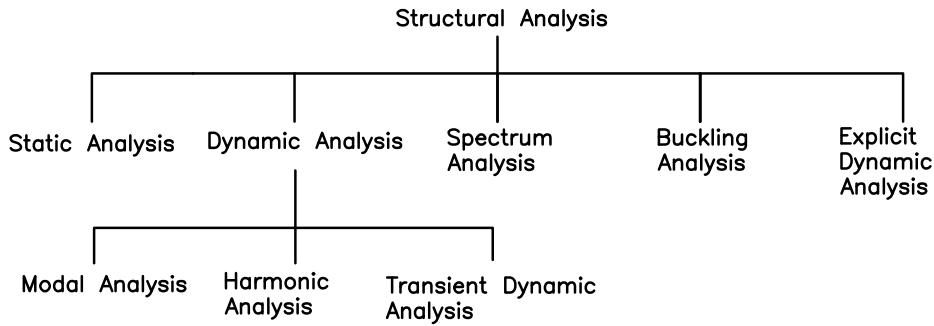 Structural Analysis
Static Analysis
Dynamic Analysis
Spectrum
Analysis
Buckling
Analysis
Explicit
Dynamic
Analysis
Modal Analysis
Harmonic
Analysis
Transient Dynamic
Analysis